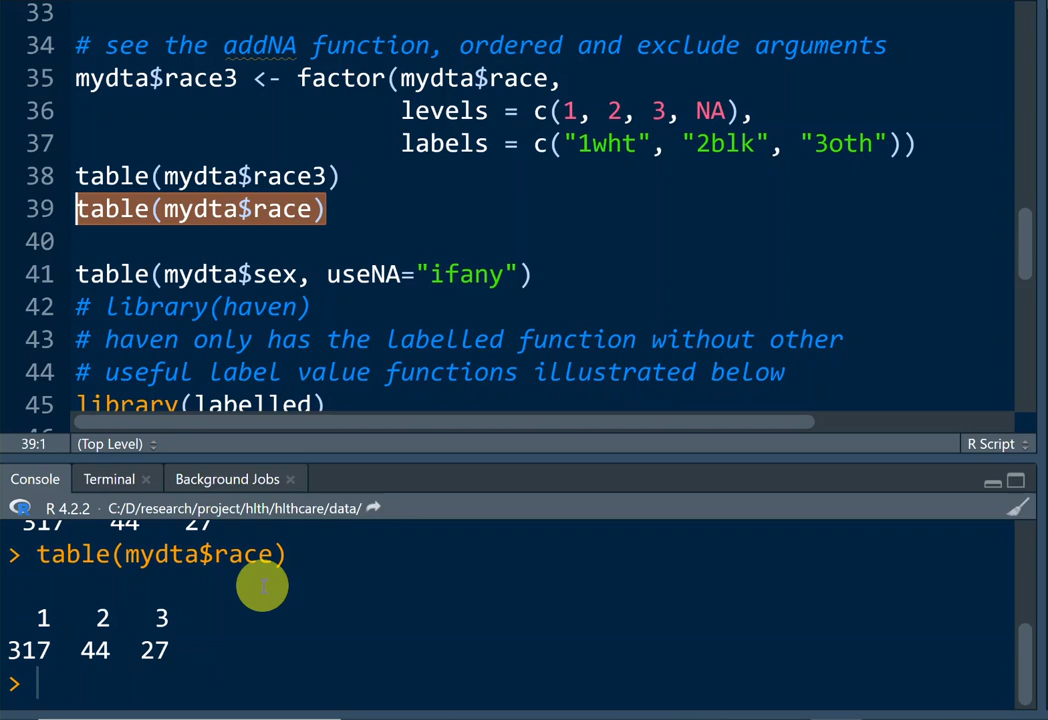 33
34 # see the addNA function, ordered and exclude arguments
35 mydta$race3 <- factor(mydta$race,
36 levels = c(1, 2, 3, NA),
37 labels = c("1wht", "2blk", "3oth"))
38 table(mydta$race3)
39 table(mydta$race)
40
41 table(mydta$sex, useNA="ifany")
42 # library(haven)
43 # haven only has the labelled function without other
44 # useful label value functions illustrated below
45 library(labelled)
39:1 (Top Level) R Script
Console Terminal Background Jobs
R 4.2.2 · C:/D/research/project/hlth/hlthcare/data/
317 44 27
> table(mydta$race)
1 2 3
317 44 27
>